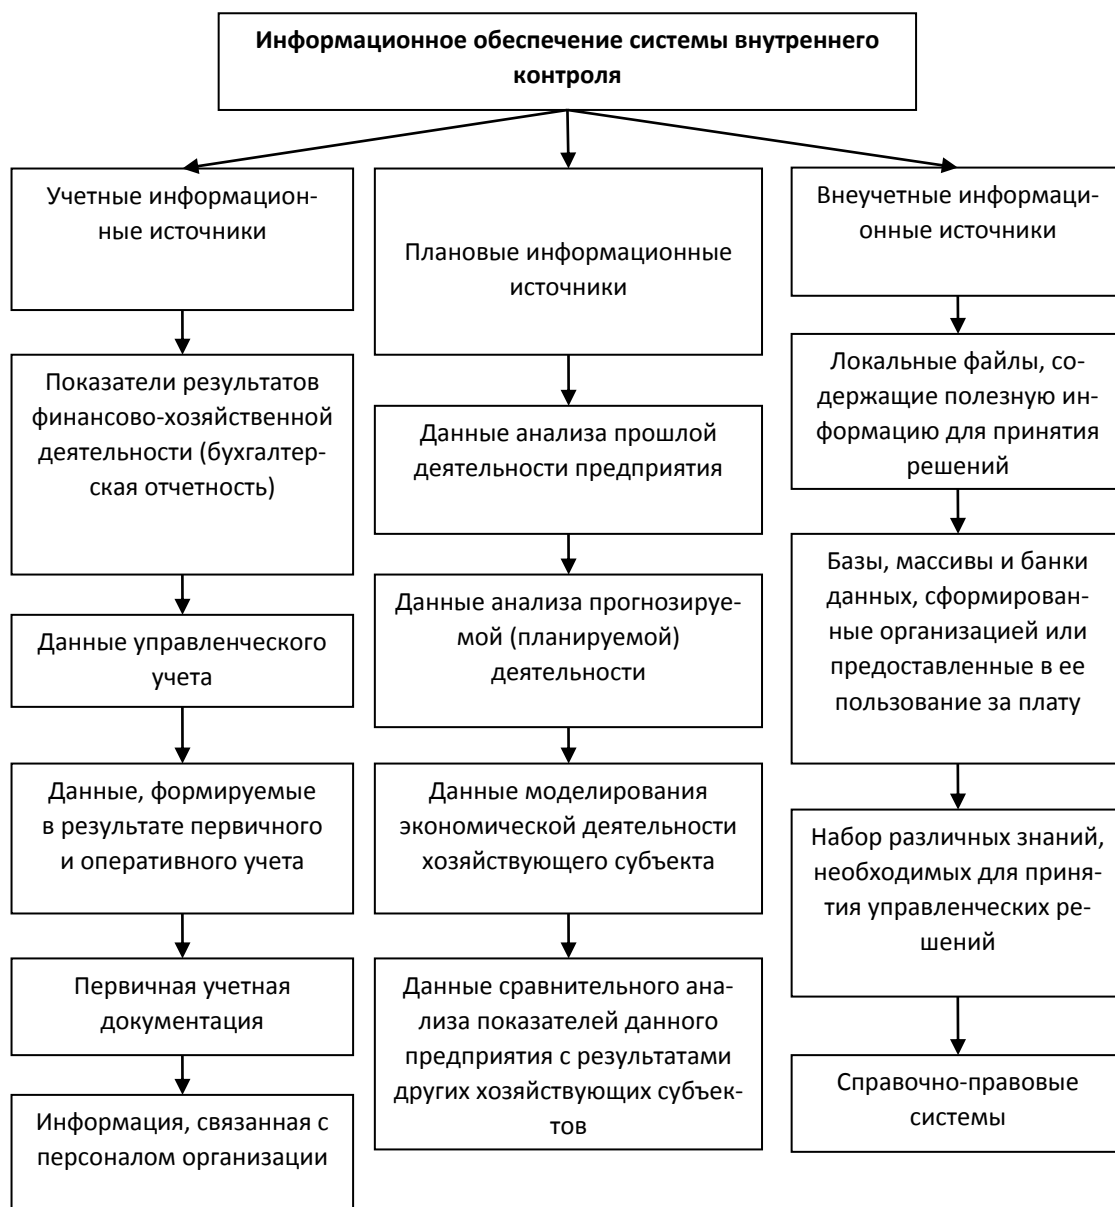 Информационное обеспечение системы внутреннего
контроля
Учетные информацион-
ные источники
Показатели результатов
финансово-хозяйственной
деятельности (бухгалтер-
ская отчетность)
Данные управленческого
учета
Данные, формируемые
в результате первичного
и оперативного учета
Первичная учетная
документация
Информация, связанная с
персоналом организации
Плановые информационные
источники
Данные анализа прошлой
деятельности предприятия
Данные анализа прогнозируе-
мой (планируемой)
деятельности
Данные моделирования
экономической деятельности
хозяйствующего субъекта
Данные сравнительного ана-
лиза показателей данного
предприятия с результатами
других хозяйствующих субъек-
тов
Внеучетные информаци-
онные источники
Локальные файлы, со-
держащие полезную ин-
формацию для принятия
решений
Базы, массивы и банки
данных, сформирован-
ные организацией или
предоставленные в ее
пользование за плату
Набор различных знаний,
необходимых для приня-
тия управленческих ре-
шений
Справочно-правовые
системы